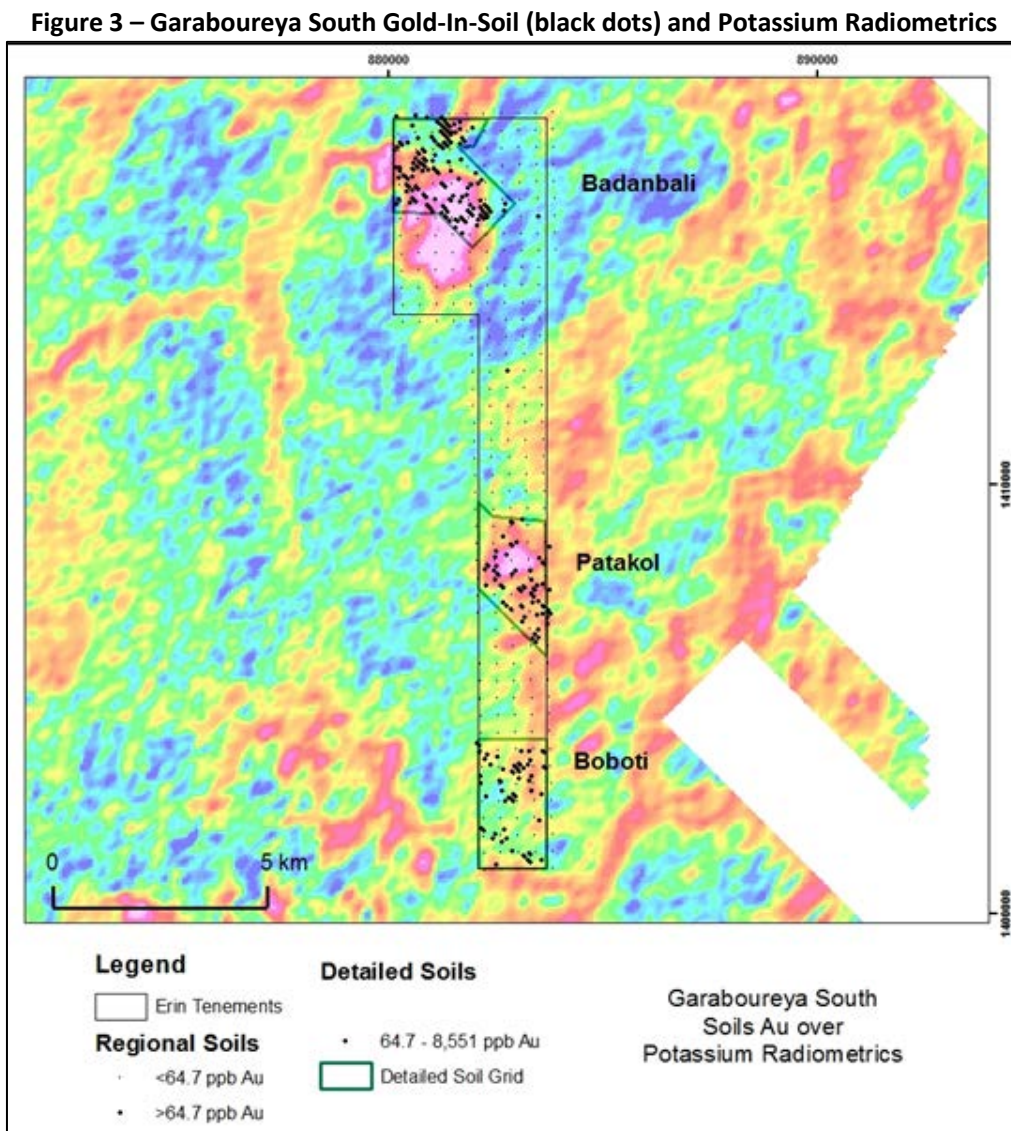 Figure 3 – Garaboureya South Gold-In-Soil (black dots) and Potassium Radiometrics
880000
890000
Badanbali
1410000
Patakol
Boboti
0
5 km
1400000
Legend
Erin Tenements
Regional Soils
<64.7 ppb Au
>64.7 ppb Au
Detailed Soils
64.7 - 8,551 ppb Au
Detailed Soil Grid
Garaboureya South
Soils Au over
Potassium Radiometrics